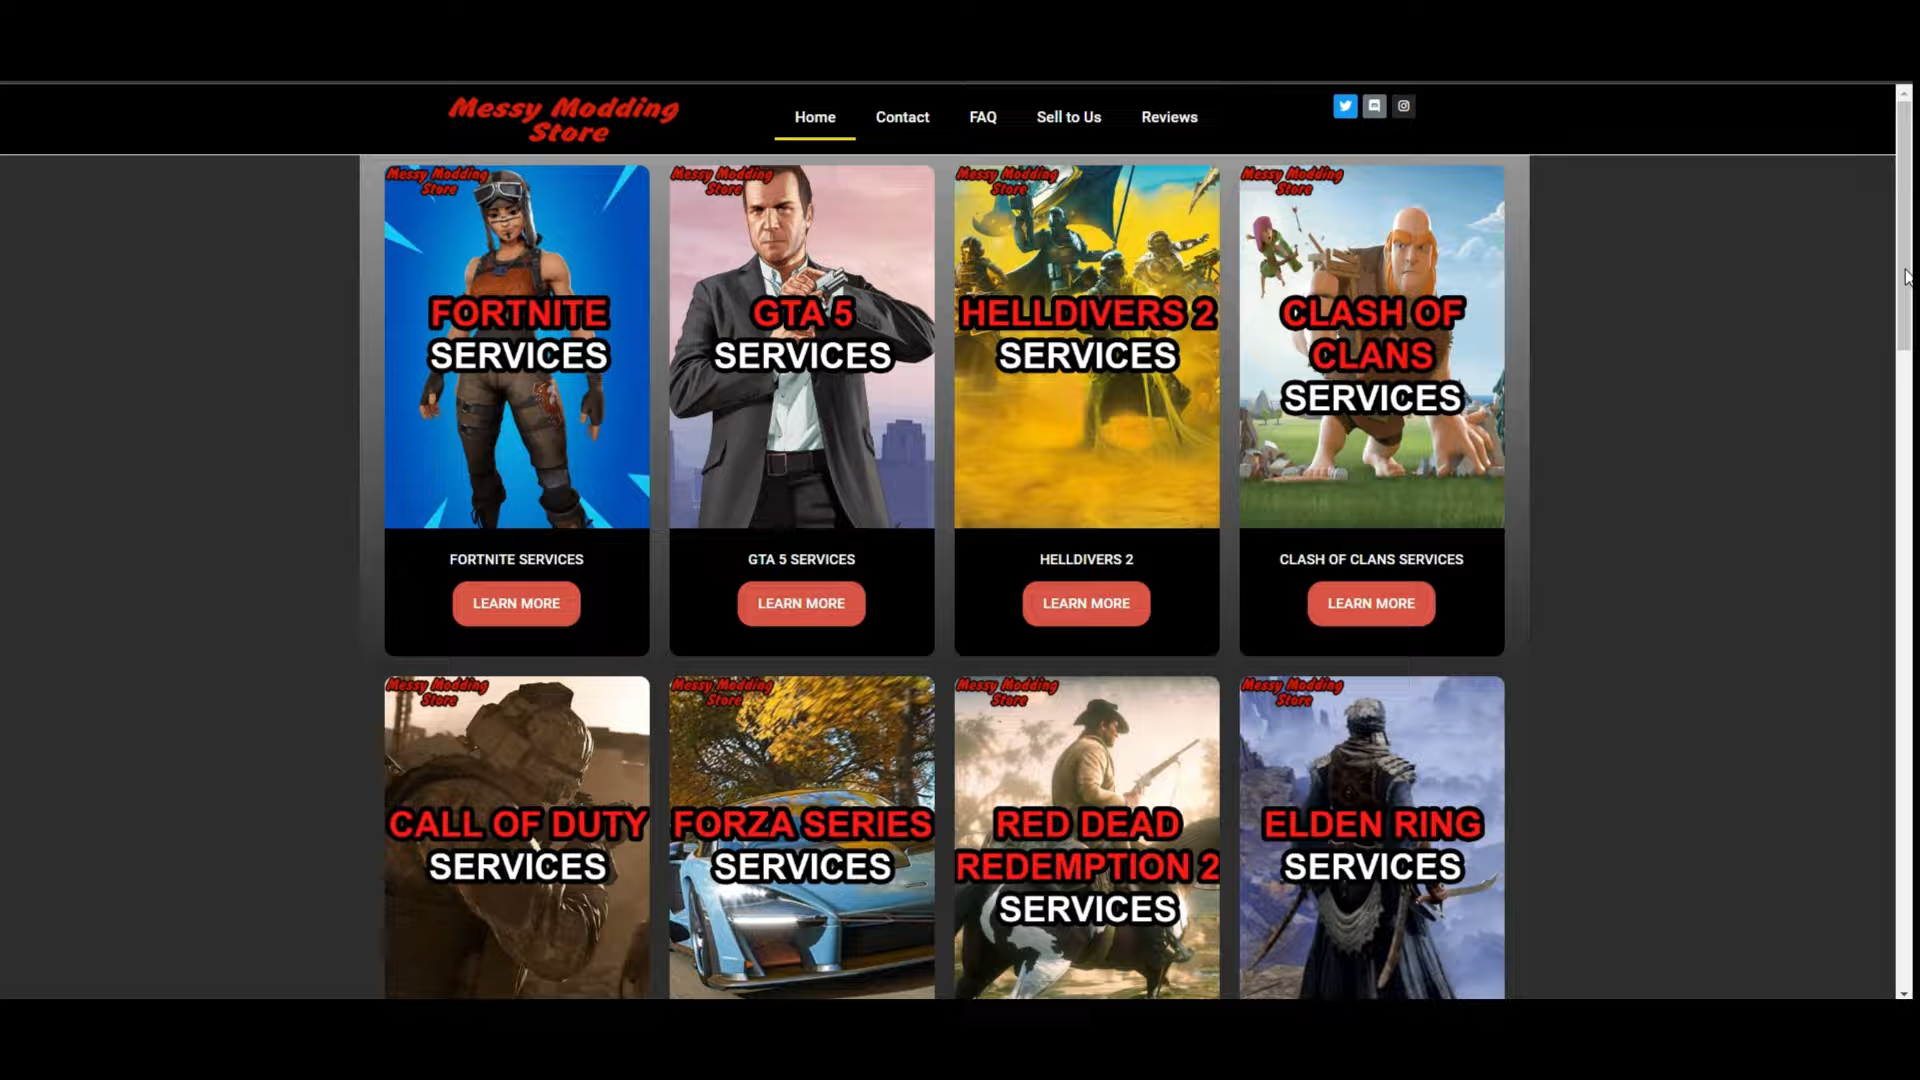 Messy Modding
Store
Home
Contact
FAQ
Sell to Us
Reviews
Messy Modding
Store
FORTNITE
SERVICES
FORTNITE SERVICES
LEARN MORE
Messy Modding
Store
GTA 5
SERVICES
GTA 5 SERVICES
LEARN MORE
Messy Modding
Store
HELLDIVERS 2
SERVICES
HELLDIVERS 2
LEARN MORE
Messy Modding
Store
CLASH OF
CLANS
SERVICES
CLASH OF CLANS SERVICES
LEARN MORE
Messy Modding
Store
CALL OF DUTY
SERVICES
Messy Modding
Store
FORZA SERIES
SERVICES
Messy Modding
Store
RED DEAD
REDEMPTION 2
SERVICES
Messy Modding
Store
ELDEN RING
SERVICES